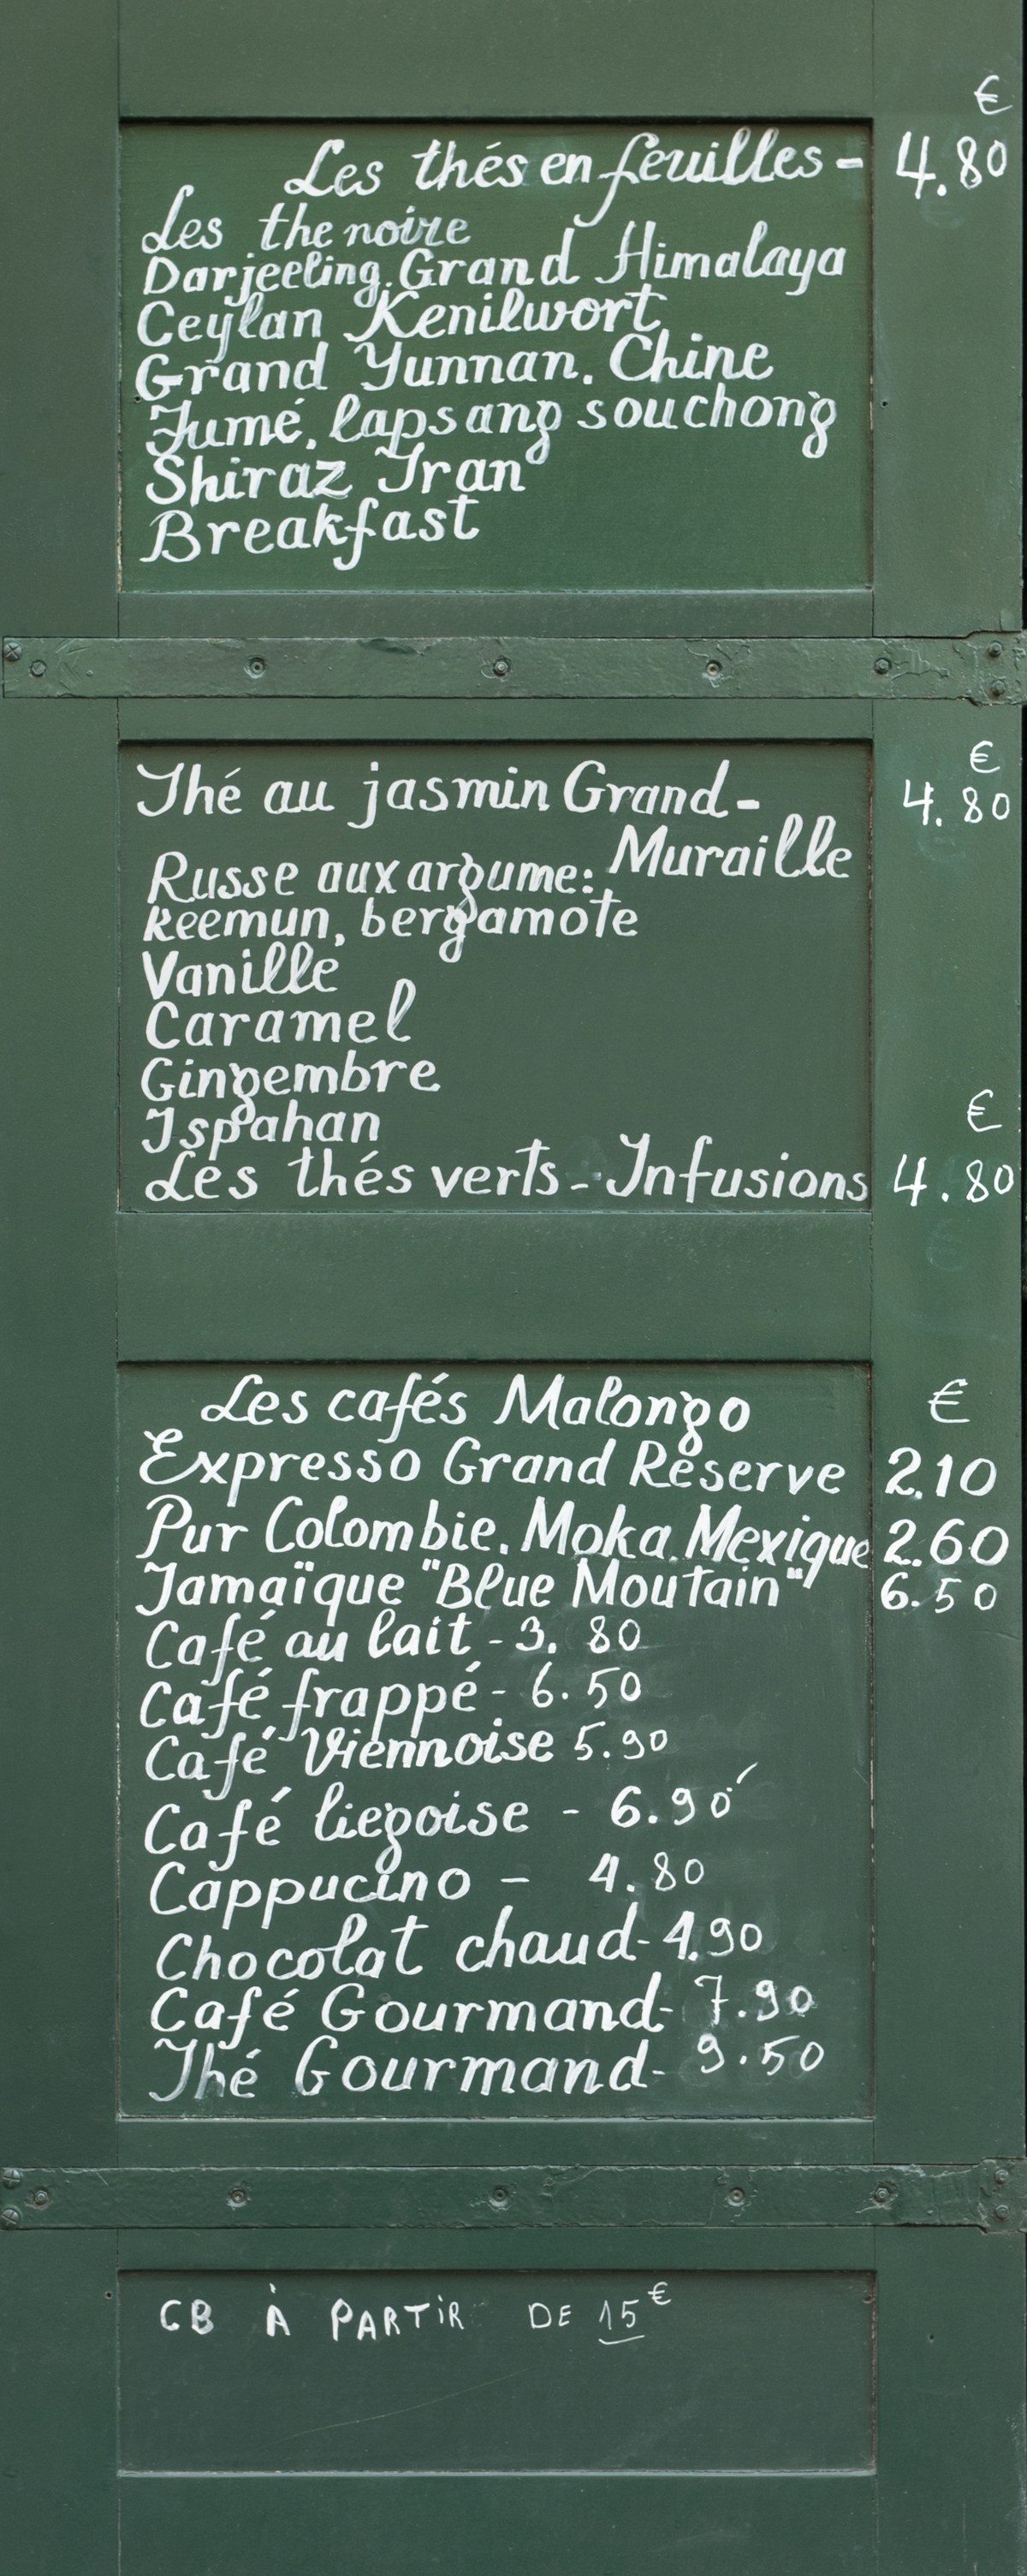 €
Les thés en feuilles - 4.80
Les the noire
Darjeeling. Grand Himalaya
Ceylan Kenilwort
Grand Yunnan. Chine
Fumé. lapsang souchong
Shiraz Iran
Breakfast
€
Thé au jasmin Grand- 4.80
Muraille
Russe aux argume:
keemun, bergamote
Vanille
Caramel
Gingembre
€
Ispahan
Les thés verts - Infusions 4.80
Les cafés Malongo €
Expresso Grand Réserve 2.10
Pur Colombie. Moka Mexique 2.60
Jamaïque "Blue Moutain" 6.50
Café au lait - 3. 80
Café frappé - 6.50
Café Viennoise 5.90
Café liegoise - 6.90
Cappucino - 4.80
Chocolat chaud - 4.90
Café Gourmand - 7.90
Thé Gourmand - 9.50
CB À PARTiR DE 15€